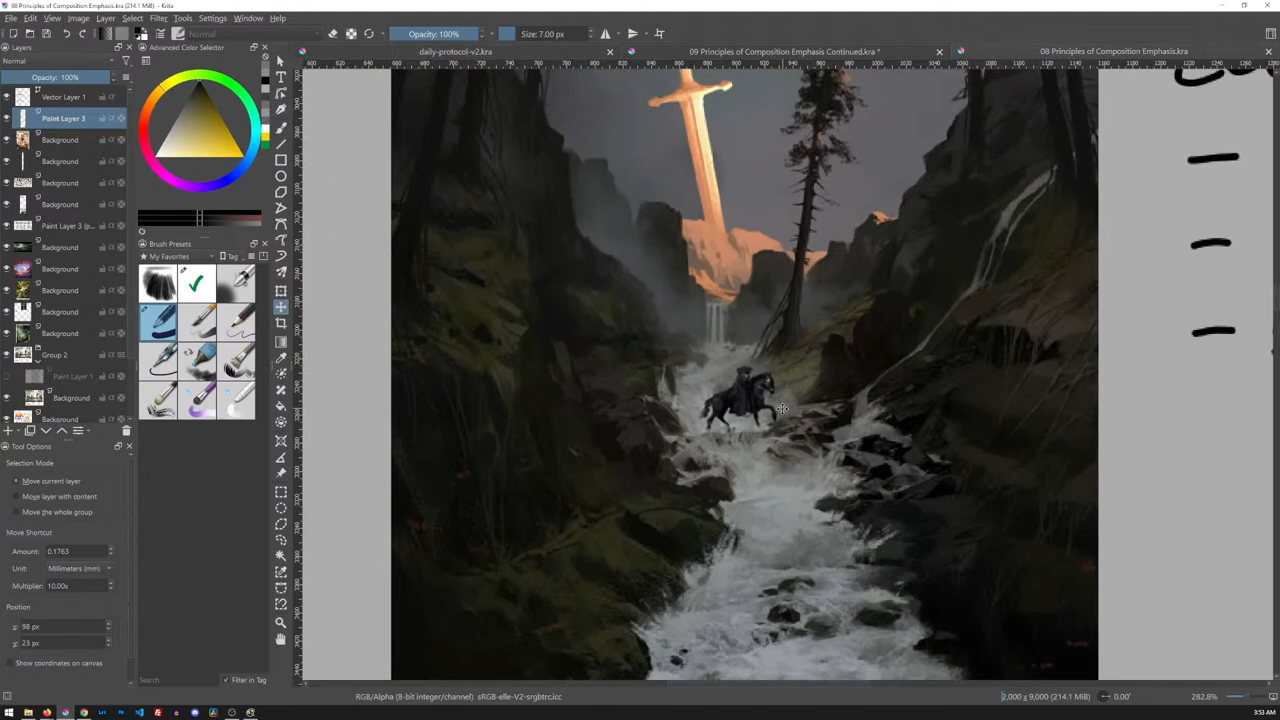 08 Principles of Composition Emphasis.kra (214.1 MiB) - Krita
File Edit View Image Layer Select Filter Tools Settings Window Help
Normal
Opacity: 100%
Size: 7.00 px
Layers
Normal
Opacity: 100%
Vector Layer 1
Paint Layer 3
Background
Background
Background
Background
Paint Layer 3 (p...
Background
Background
Background
Background
Background
Group 2
Paint Layer 1
Background
Background
Tool Options
Selection Mode
Move current layer
Move layer with content
Move the whole group
Move Shortcut
Amount: 0.1763
Unit: Millimeters (mm)
Multiplier: 10.00x
Position
98 px
23 px
Show coordinates on canvas
Advanced Color Selector
Brush Presets
My Favorites
Tag
Search
Filter in Tag
daily-protocol-v2.kra
09 Principles of Composition Emphasis Continued.kra *
08 Principles of Composition Emphasis.kra
RGB/Alpha (8-bit integer/channel) sRGB-elle-V2-srgbtrc.icc
2,000 x 9,000 (214.1 MiB)
0.00°
282.8%
3:53 AM